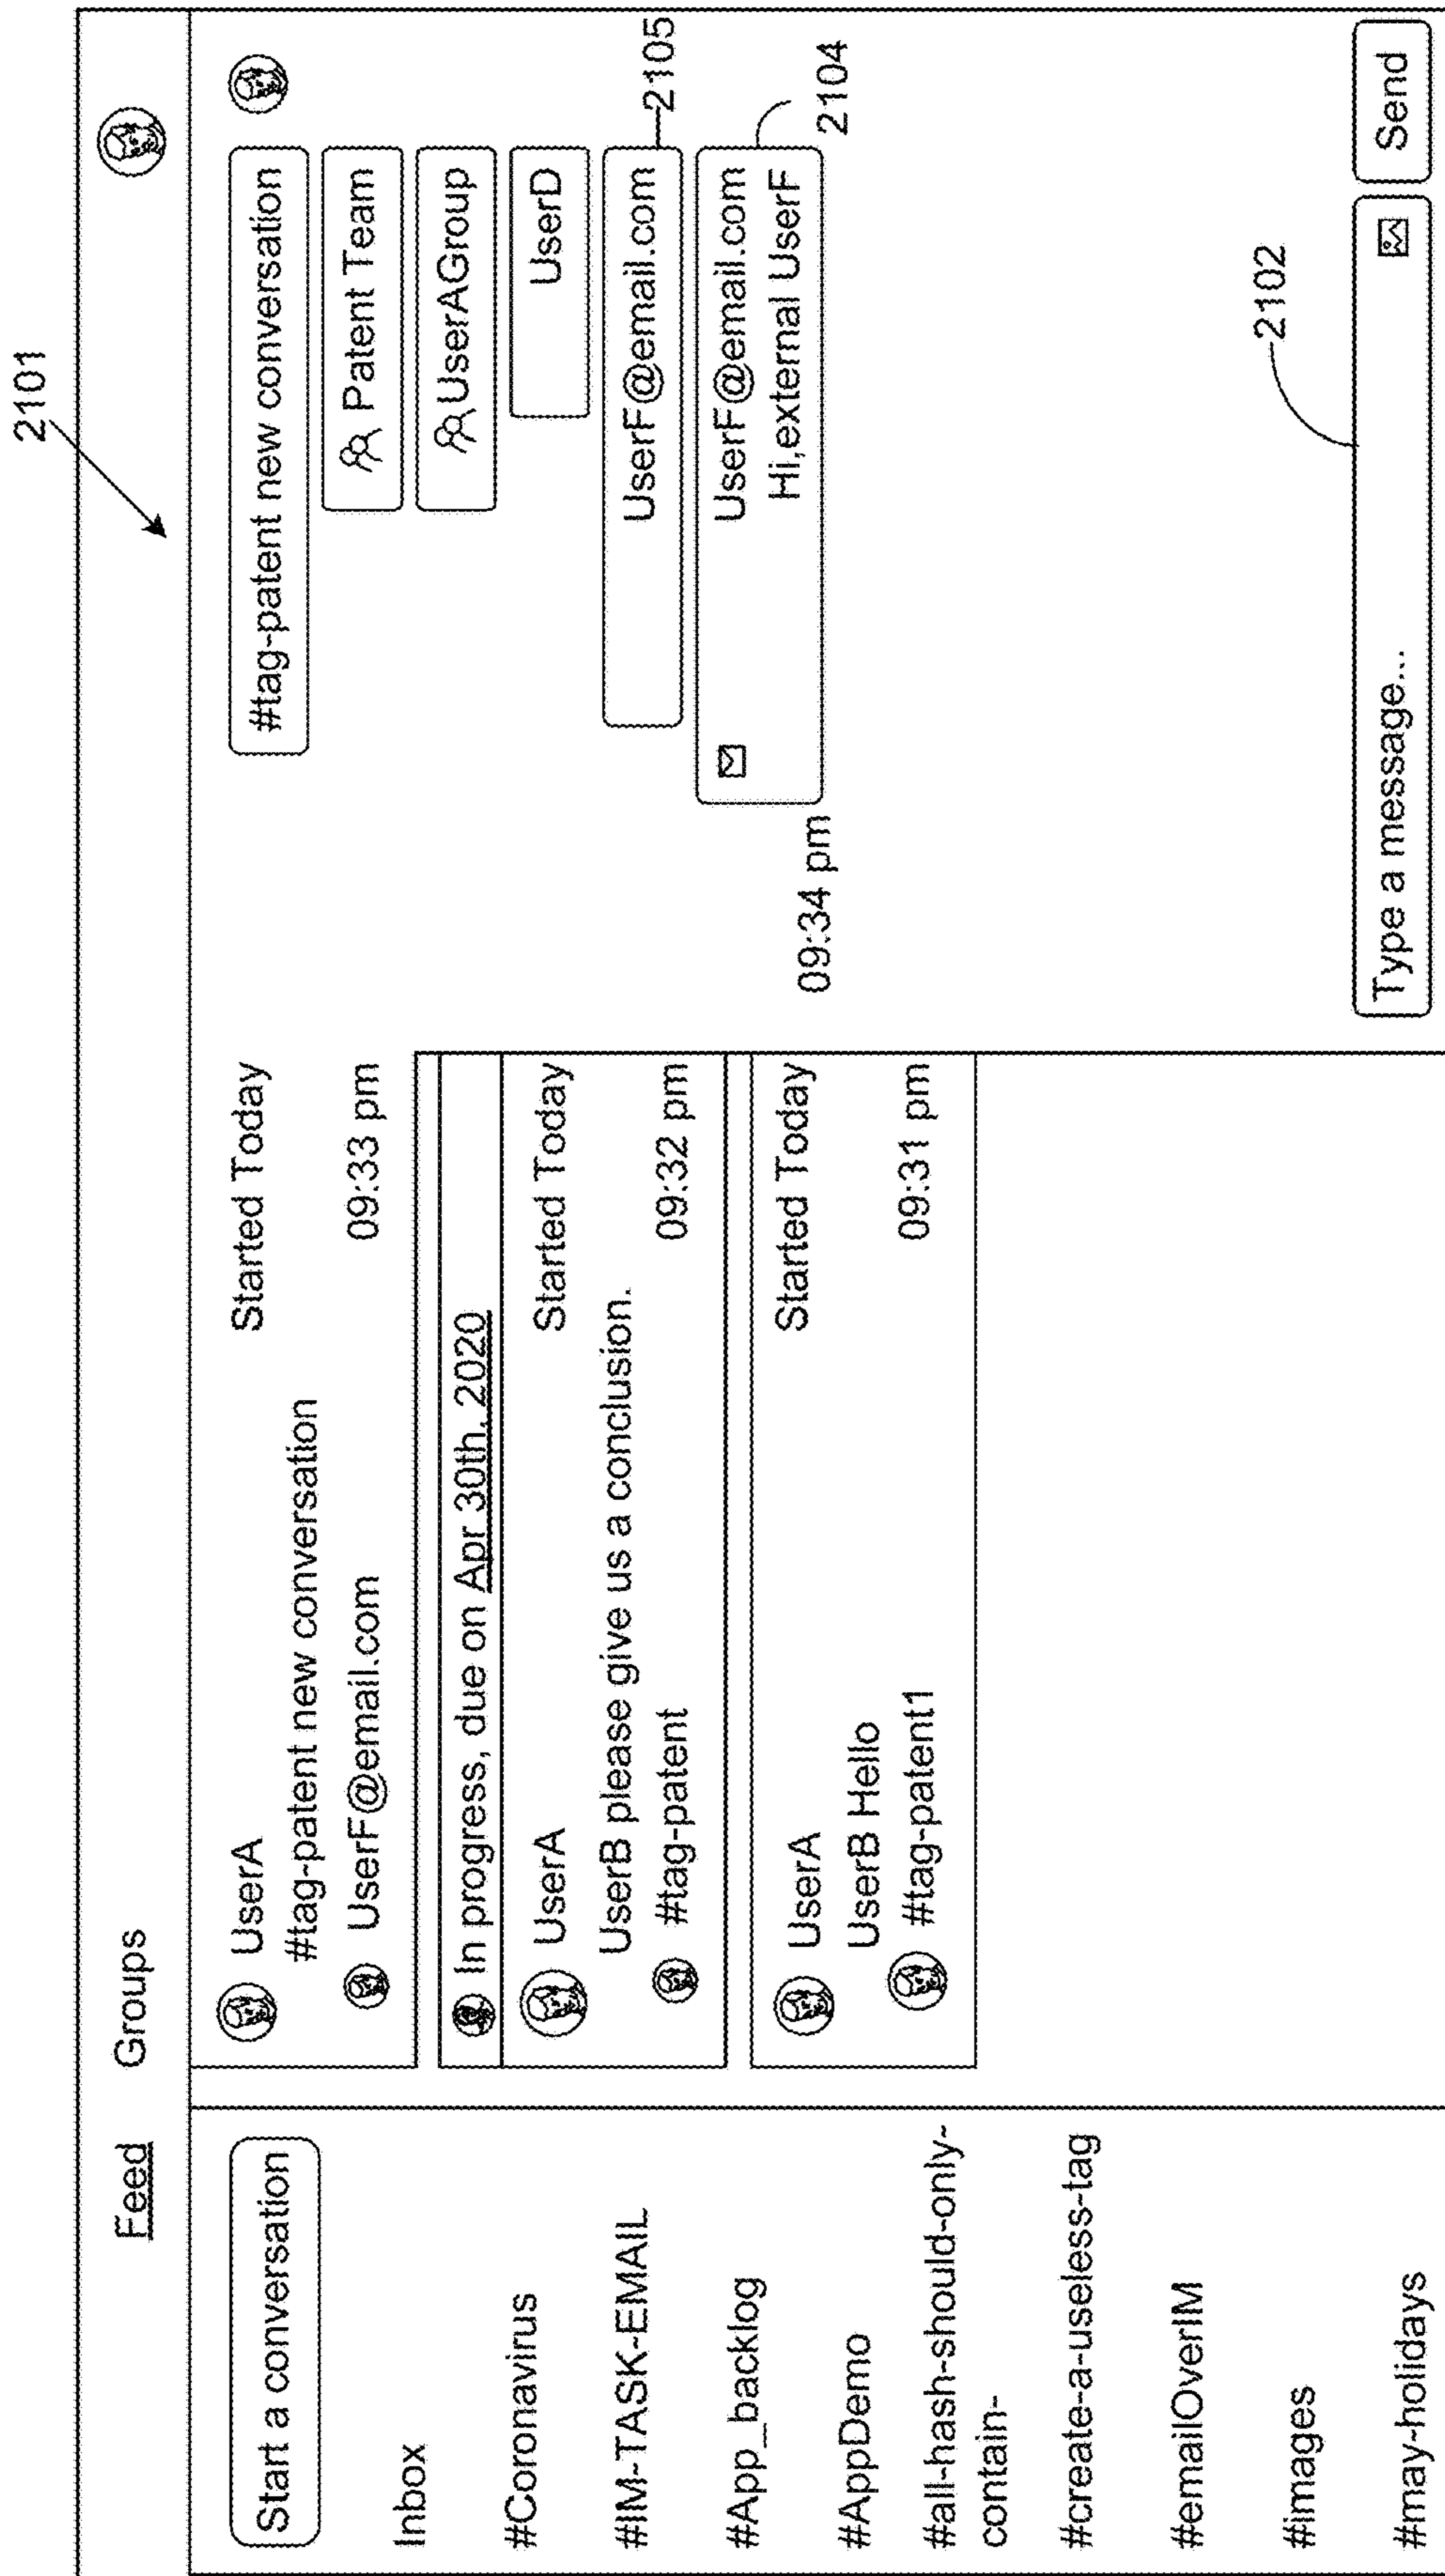 2101
Feed
Groups
Start a conversation
Inbox
#Coronavirus
#IM-TASK-EMAIL
#App_backlog
#AppDemo
#all-hash-should-only-
contain-
#create-a-useless-tag
#emailOverIM
#images
#may-holidays
UserA
Started Today
#tag-patent new conversation
UserF@email.com
09:33 pm
In progress, due on Apr 30th, 2020
UserA
Started Today
UserB please give us a conclusion.
#tag-patent
09:32 pm
UserA
Started Today
UserB Hello
#tag-patent1
09:31 pm
#tag-patent new conversation
Patent Team
UserAGroup
UserD
UserF@email.com
2105
UserF@email.com
Hi,external UserF
2104
09:34 pm
2102
Type a message...
Send